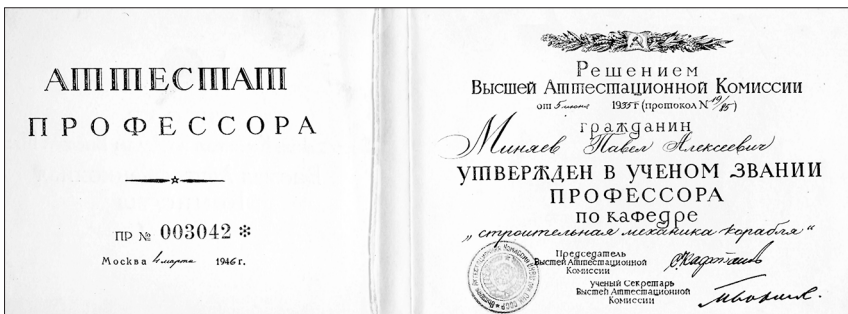 АТТЕСТАТ
ПРОФЕССОРА
ПР № 003042 *
Москва 4 марта 1946 г.
Решением
Высшей Аттестационной Комиссии
от 5 июня 1935 г (протокол N 19/85)
гражданин
Миняев Павел Алексеевич
УТВЕРЖДЕН В УЧЕНОМ ЗВАНИИ
ПРОФЕССОРА
ПО КАФЕДРЕ
„строительная механика корабля“
Председатель
Высшей Аттестационной
Комиссии
ученый Секретарь
Высшей Аттестационной
Комиссии